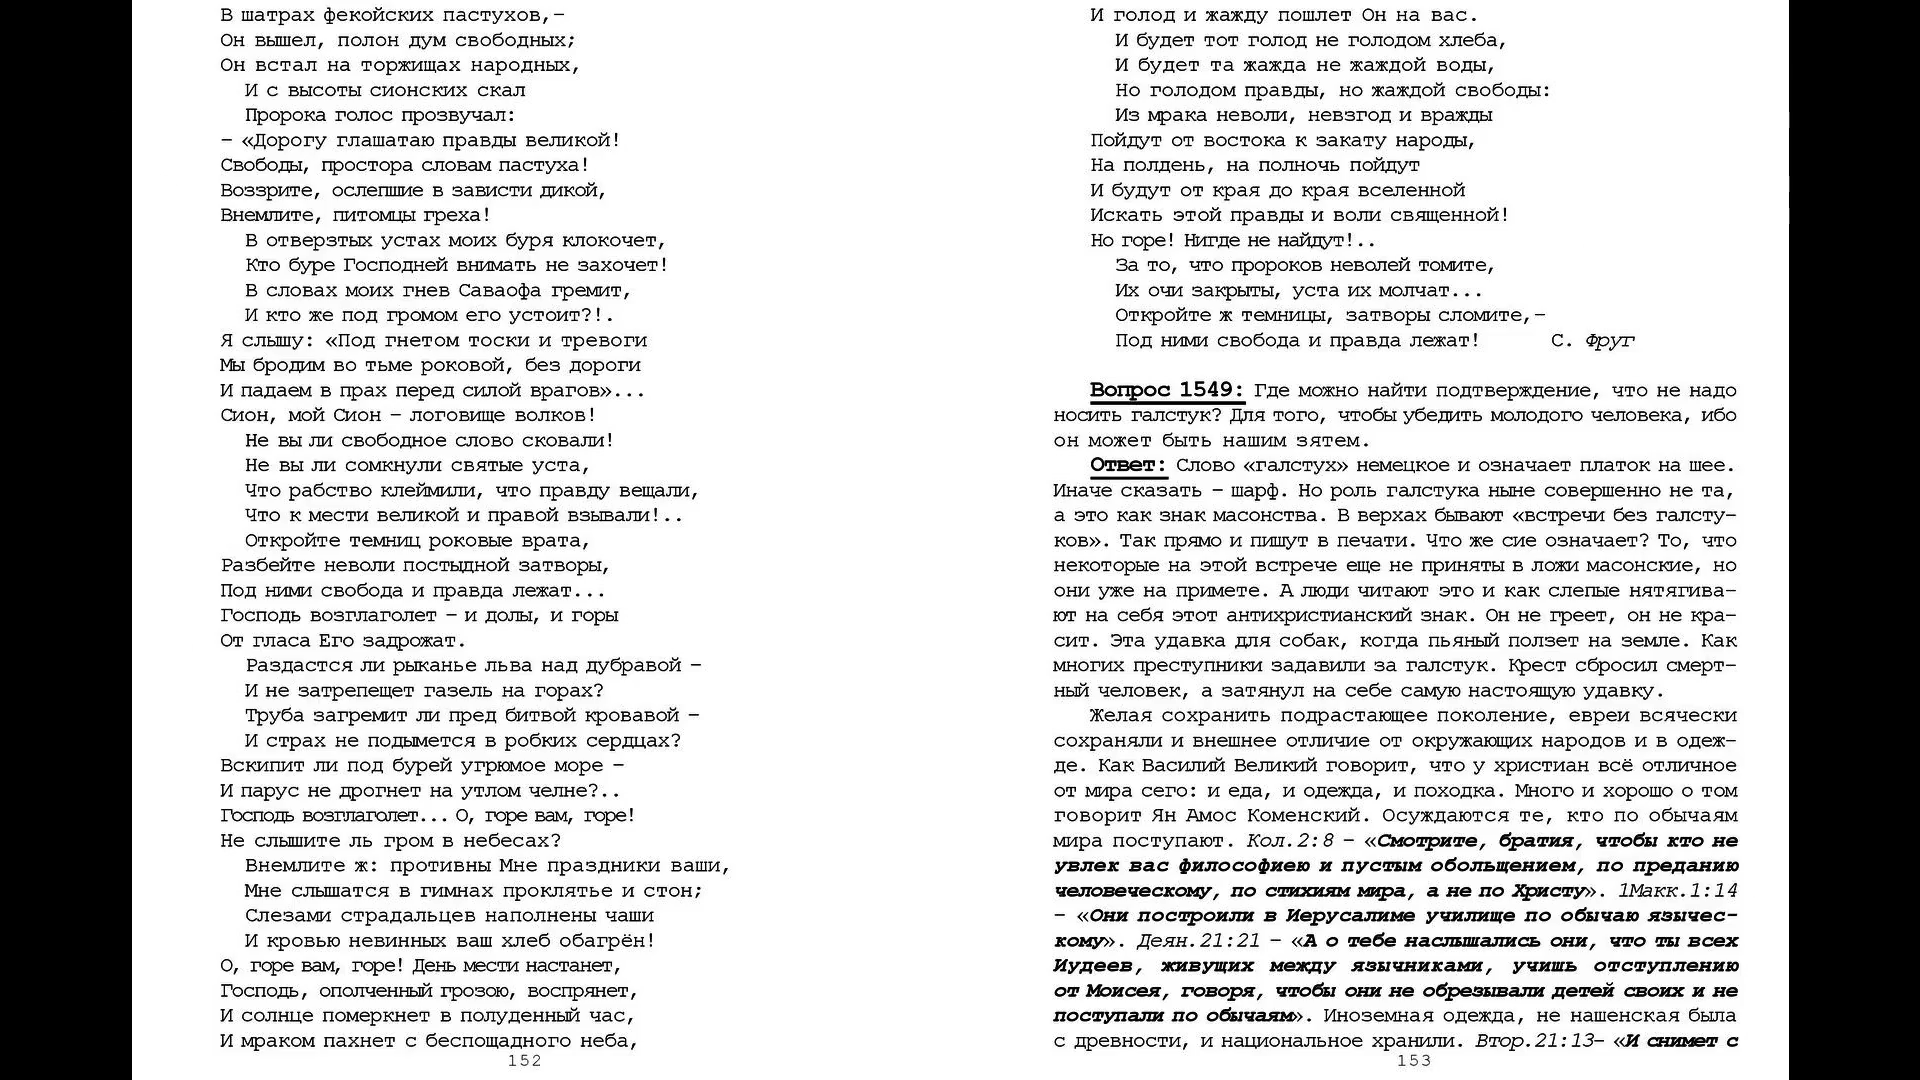 В шатрах фекойских пастухов,–
Он вышел, полон дум свободных;
Он встал на торжищах народных,
И с высоты сионских скал
Пророка голос прозвучал:
– «Дорогу глашатаю правды великой!
Свободы, простора словам пастуха!
Воззрите, ослепшие в зависти дикой,
Внемлите, питомцы греха!
В отверзтых устах моих буря клокочет,
Кто буре Господней внимать не захочет!
В словах моих гнев Саваофа гремит,
И кто же под громом его устоит?!.
Я слышу: «Под гнетом тоски и тревоги
Мы бродим во тьме роковой, без дороги
И падаем в прах перед силой врагов»...
Сион, мой Сион – логовище волков!
Не вы ли свободное слово сковали!
Не вы ли сомкнули святые уста,
Что рабство клеймили, что правду вещали,
Что к мести великой и правой взывали!..
Откройте темниц роковые врата,
Разбейте неволи постыдной затворы,
Под ними свобода и правда лежат...
Господь возглаголет – и долы, и горы
От гласа Его задрожат.
Раздастся ли рыканье льва над дубравой –
И не затрепещет газель на горах?
Труба загремит ли пред битвой кровавой –
И страх не подымется в робких сердцах?
Вскипит ли под бурей угрюмое море –
И парус не дрогнет на утлом челне?..
Господь возглаголет... О, горе вам, горе!
Не слышите ль гром в небесах?
Внемлите ж: противны Мне праздники ваши,
Мне слышатся в гимнах проклятье и стон;
Слезами страдальцев наполнены чаши
И кровью невинных ваш хлеб обагрён!
О, горе вам, горе! День мести настанет,
Господь, ополченный грозою, воспрянет,
И солнце померкнет в полуденный час,
И мраком пахнет с беспощадного неба,
152
И голод и жажду пошлет Он на вас.
И будет тот голод не голодом хлеба,
И будет та жажда не жаждой воды,
Но голодом правды, но жаждой свободы:
Из мрака неволи, невзгод и вражды
Пойдут от востока к закату народы,
На полдень, на полночь пойдут
И будут от края до края вселенной
Искать этой правды и воли священной!
Но горе! Нигде не найдут!..
За то, что пророков неволей томите,
Их очи закрыты, уста их молчат...
Откройте ж темницы, затворы сломите,–
Под ними свобода и правда лежат! С. Фруг
Вопрос 1549: Где можно найти подтверждение, что не надо
носить галстук? Для того, чтобы убедить молодого человека, ибо
он может быть нашим зятем.
Ответ: Слово «галстух» немецкое и означает платок на шее.
Иначе сказать – шарф. Но роль галстука ныне совершенно не та,
а это как знак масонства. В верхах бывают «встречи без галсту-
ков». Так прямо и пишут в печати. Что же сие означает? То, что
некоторые на этой встрече еще не приняты в ложи масонские, но
они уже на примете. А люди читают это и как слепые нятягива-
ют на себя этот антихристианский знак. Он не греет, он не кра-
сит. Эта удавка для собак, когда пьяный ползет на земле. Как
многих преступники задавили за галстук. Крест сбросил смерт-
ный человек, а затянул на себе самую настоящую удавку.
Желая сохранить подрастающее поколение, евреи всячески
сохраняли и внешнее отличие от окружающих народов и в одеж-
де. Как Василий Великий говорит, что у христиан всё отличное
от мира сего: и еда, и одежда, и походка. Много и хорошо о том
говорит Ян Амос Коменский. Осуждаются те, кто по обычаям
мира поступают. Кол.2:8 – «Смотрите, братия, чтобы кто не
увлек вас философиею и пустым обольщением, по преданию
человеческому, по стихиям мира, а не по Христу». 1Макк.1:14
– «Они построили в Иерусалиме училище по обычаю язычес-
кому». Деян.21:21 – «А о тебе наслышались они, что ты всех
Иудеев, живущих между язычниками, учишь отступлению
от Моисея, говоря, чтобы они не обрезывали детей своих и не
поступали по обычаям». Иноземная одежда, не нашенская была
с древности, и национальное хранили. Втор.21:13– «И снимет с
153